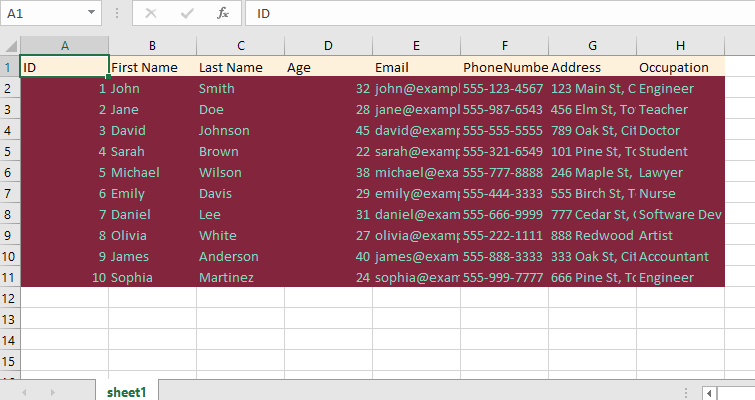 A1 fx ID
A B C D E F G H
1 ID First Name Last Name Age Email PhoneNumbe Address Occupation
2 1 John Smith 32 john@exampl 555-123-4567 123 Main St, C Engineer
3 2 Jane Doe 28 jane@exampl 555-987-6543 456 Elm St, To Teacher
4 3 David Johnson 45 david@examp 555-555-5555 789 Oak St, Cit Doctor
5 4 Sarah Brown 22 sarah@examp 555-321-6549 101 Pine St, To Student
6 5 Michael Wilson 38 michael@exa 555-777-8888 246 Maple St, Lawyer
7 6 Emily Davis 29 emily@examp 555-444-3333 555 Birch St, T Nurse
8 7 Daniel Lee 31 daniel@exam 555-666-9999 777 Cedar St, Software Dev
9 8 Olivia White 27 olivia@exam 555-222-1111 888 Redwood Artist
10 9 James Anderson 40 james@exam 555-888-3333 333 Oak St, Cit Accountant
11 10 Sophia Martinez 24 sophia@exam 555-999-7777 666 Pine St, To Engineer
12
13
14
15
sheet1